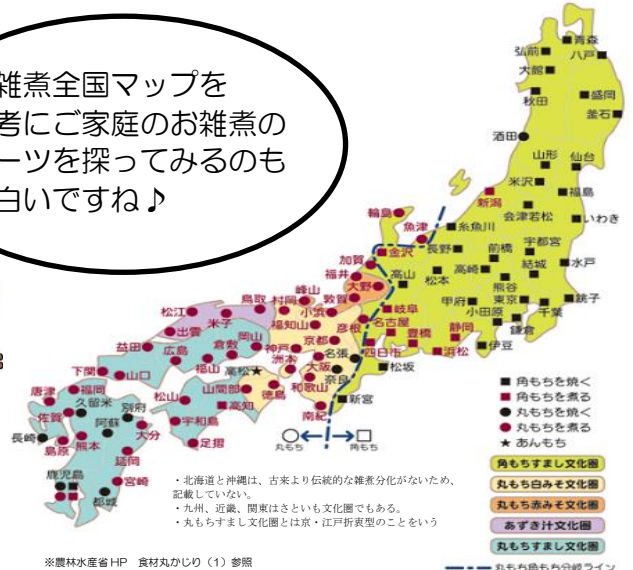 雑煮全国マップを
考にご家庭のお雑煮の
ーツを探ってみるのも
白いですね♪
青森
弘前
八戸
大館
秋田
盛岡
釜石
酒田
山形
仙台
米沢
福島
新潟
会津若松
いわき
輪島
魚津
糸魚川
宇都宮
金沢
長野
前橋
加賀
高山
松本
高崎
結城
水戸
福井
大野
熊谷
峰山
敦賀
岐阜
甲府
東京
銚子
松江
米子
鳥取
村岡
小浜
名古屋
小田原
千葉
出雲
福知山
彦根
豊橋
静岡
鎌倉
益田
岡山
京都
四日市
浜松
伊豆
広島
倉敷
神戸
名張
松坂
下関
山口
福山
高松
洲本
大阪
奈良
唐津
福岡
松山
山間部
徳島
和歌山
新宮
久留米
別府
高知
南紀
佐賀
阿蘇
宇和島
長崎
大分
足摺
島原
熊本
延岡
鹿児島
宮崎
都城
丸もち
角もち
■ 角もちを焼く
■ 角もちを煮る
● 丸もちを焼く
● 丸もちを煮る
★ あんもち
角もちすまし文化圏
丸もち白みそ文化圏
丸もち赤みそ文化圏
あずき汁文化圏
丸もちすまし文化圏
丸もち角もち分岐ライン
・北海道と沖縄は、古来より伝統的な雑煮分化がないため、
記載していない。
・九州、近畿、関東はさといも文化圏でもある。
・丸もちすまし文化圏とは京・江戸折衷型のことをいう
※農林水産省HP 食材丸かじり（1）参照